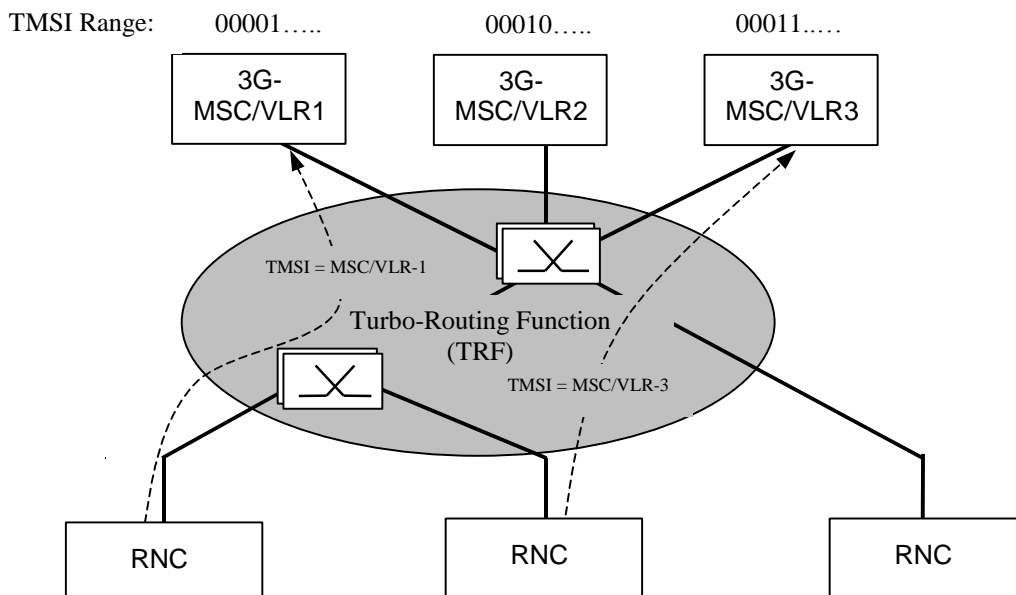 TMSI Range: 00001….. 00010….. 00011..…
3G-
MSC/VLR1
3G-
MSC/VLR2
3G-
MSC/VLR3
TMSI = MSC/VLR-1
Turbo-Routing Function
(TRF)
TMSI = MSC/VLR-3
RNC
RNC
RNC